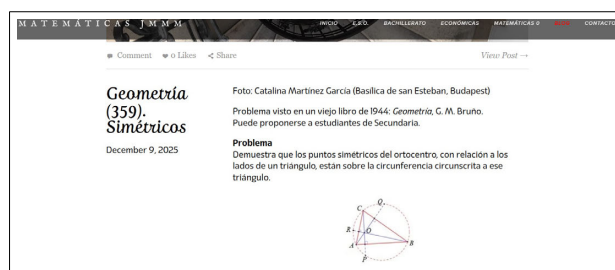 MATEMÁTICAS JMMM
INICIO E.S.O. BACHILLERATO ECONÓMICAS MATEMÁTICAS 0 BLOG CONTACTO
Comment 0 Likes Share View Post →
Geometría
(359).
Simétricos
December 9, 2025
Foto: Catalina Martínez García (Basílica de san Esteban, Budapest)
Problema visto en un viejo libro de 1944: Geometría, G. M. Bruño.
Puede proponerse a estudiantes de Secundaria.
Problema
Demuestra que los puntos simétricos del ortocentro, con relación a los
lados de un triángulo, están sobre la circunferencia circunscrita a ese
triángulo.
Q
C
R O
A B
P